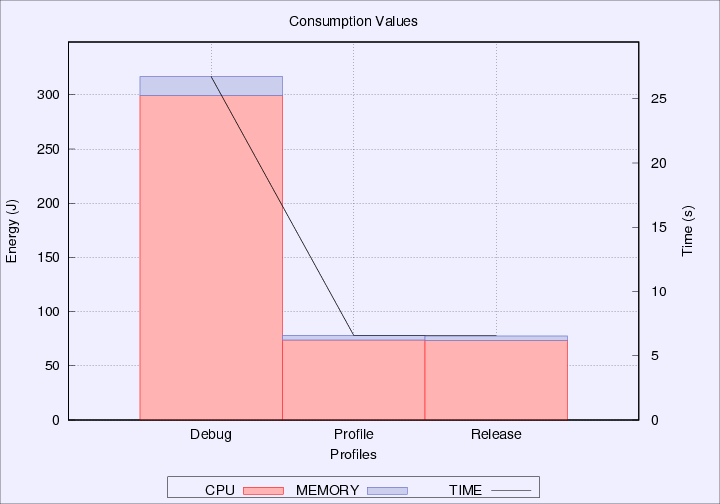 Consumption Values
Energy (J)
300
250
200
150
100
50
0
25
20
15
10
5
0
Time (s)
Debug Profile Release
Profiles
CPU MEMORY TIME